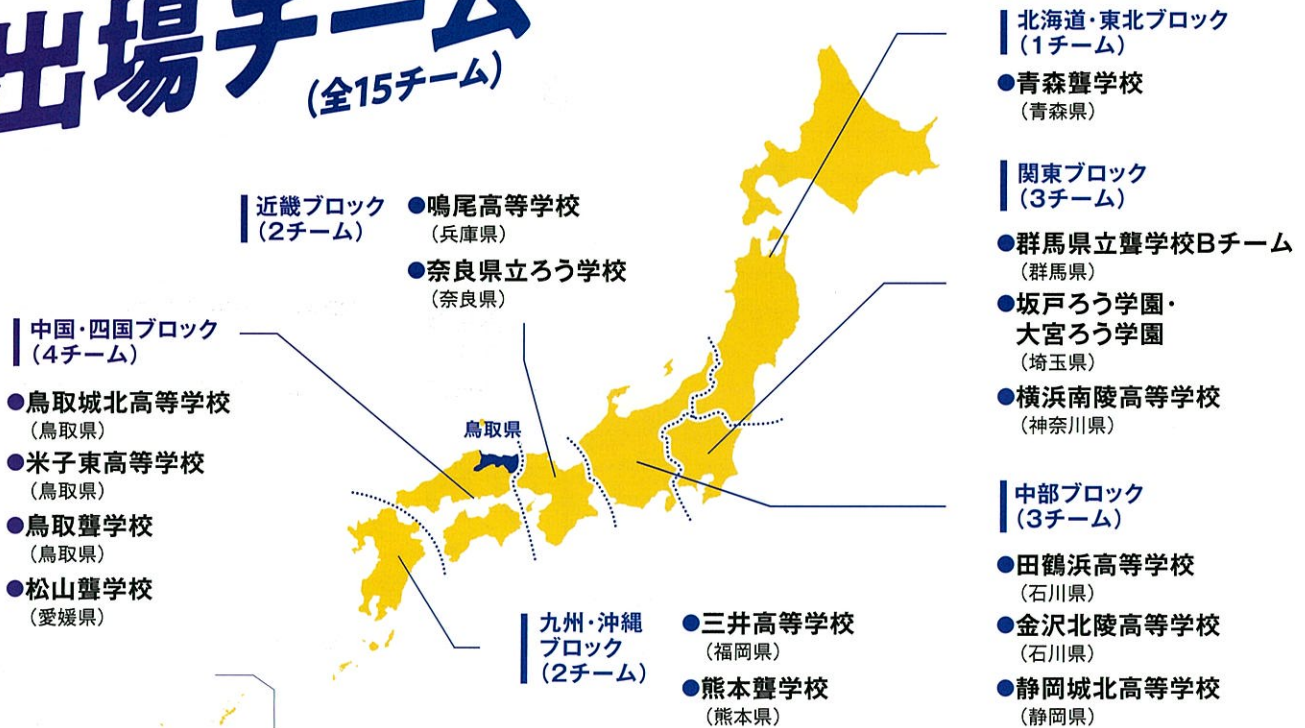 出場チーム
(全15チーム)
北海道・東北ブロック
(1チーム)
●青森聾学校
(青森県)
関東ブロック
(3チーム)
●群馬県立聾学校Bチーム
(群馬県)
●坂戸ろう学園・
大宮ろう学園
(埼玉県)
●横浜南陵高等学校
(神奈川県)
中部ブロック
(3チーム)
●田鶴浜高等学校
(石川県)
●金沢北陵高等学校
(石川県)
●静岡城北高等学校
(静岡県)
近畿ブロック
(2チーム)
●鳴尾高等学校
(兵庫県)
●奈良県立ろう学校
(奈良県)
中国・四国ブロック
(4チーム)
●鳥取城北高等学校
(鳥取県)
●米子東高等学校
(鳥取県)
●鳥取聾学校
(鳥取県)
●松山聾学校
(愛媛県)
鳥取県
九州・沖縄
ブロック
(2チーム)
●三井高等学校
(福岡県)
●熊本聾学校
(熊本県)